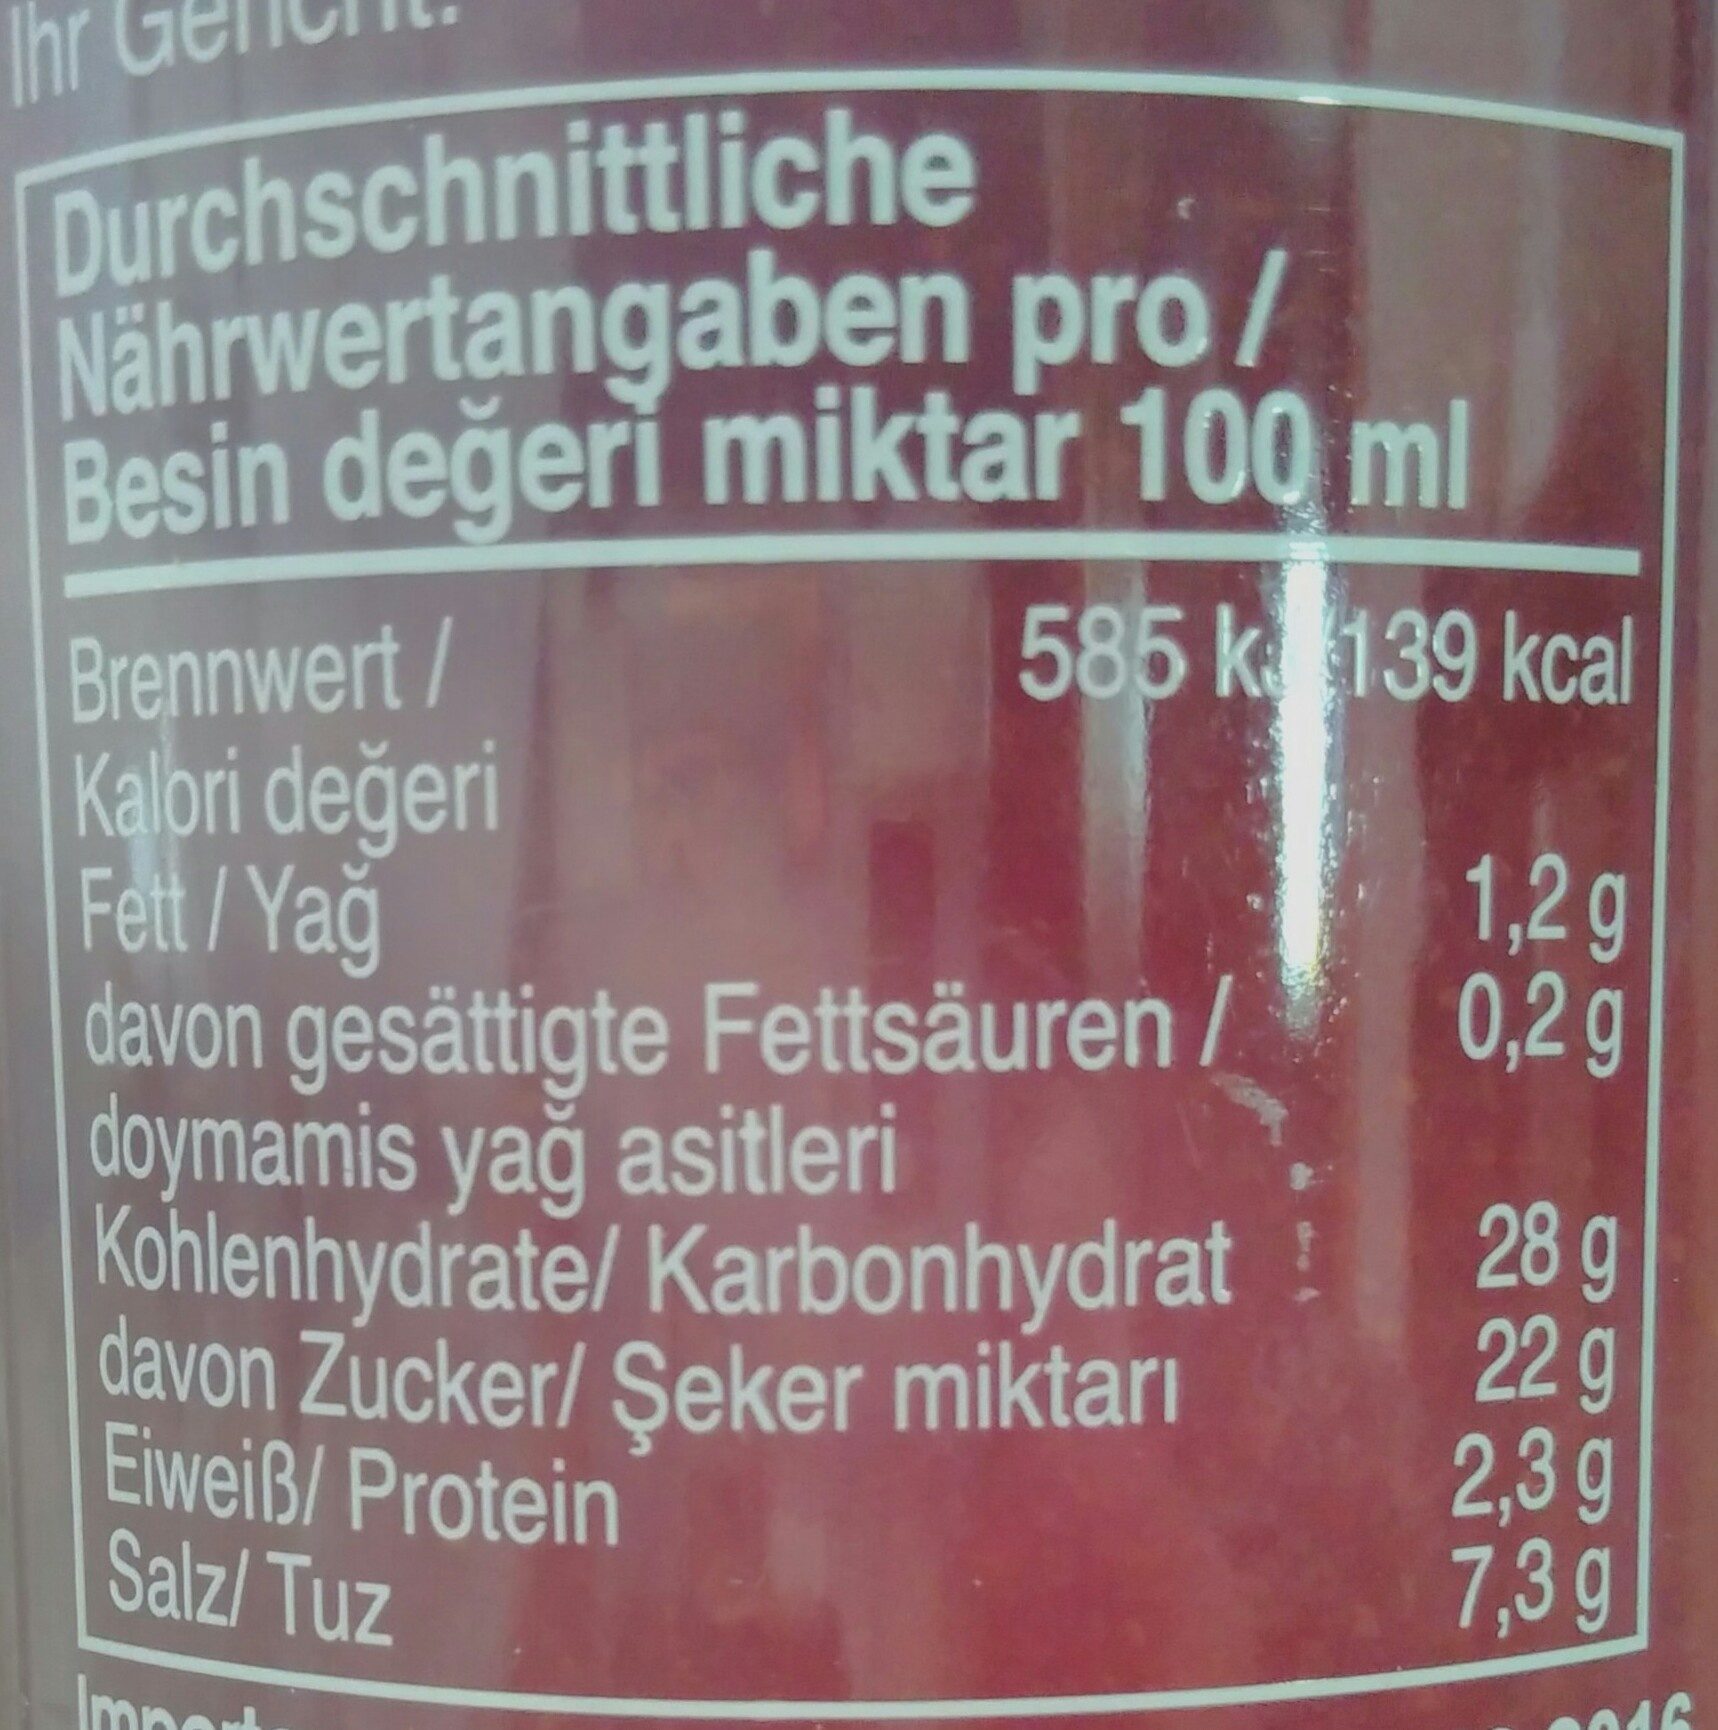 Ihr Gericht.
Durchschnittliche
Nährwertangaben pro /
Besin değeri miktar 100 ml
Brennwert / 585 kJ/139 kcal
Kalori değeri
Fett / Yağ 1,2 g
davon gesättigte Fettsäuren / 0,2 g
doymamis yağ asitleri
Kohlenhydrate/ Karbonhydrat 28 g
davon Zucker/ Şeker miktarı 22 g
Eiweiß/ Protein 2,3 g
Salz/ Tuz 7,3 g